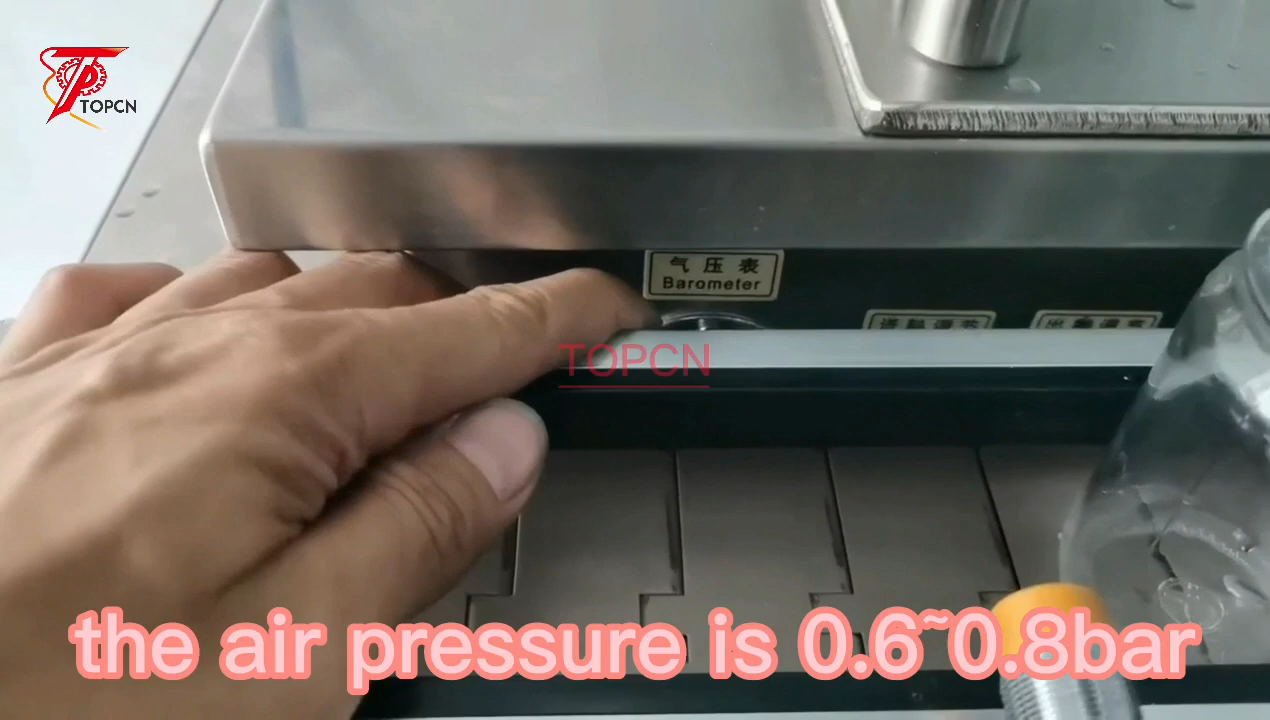 TOPCN
气压表
Barometer
TOPCN
the air pressure is 0.6~0.8bar